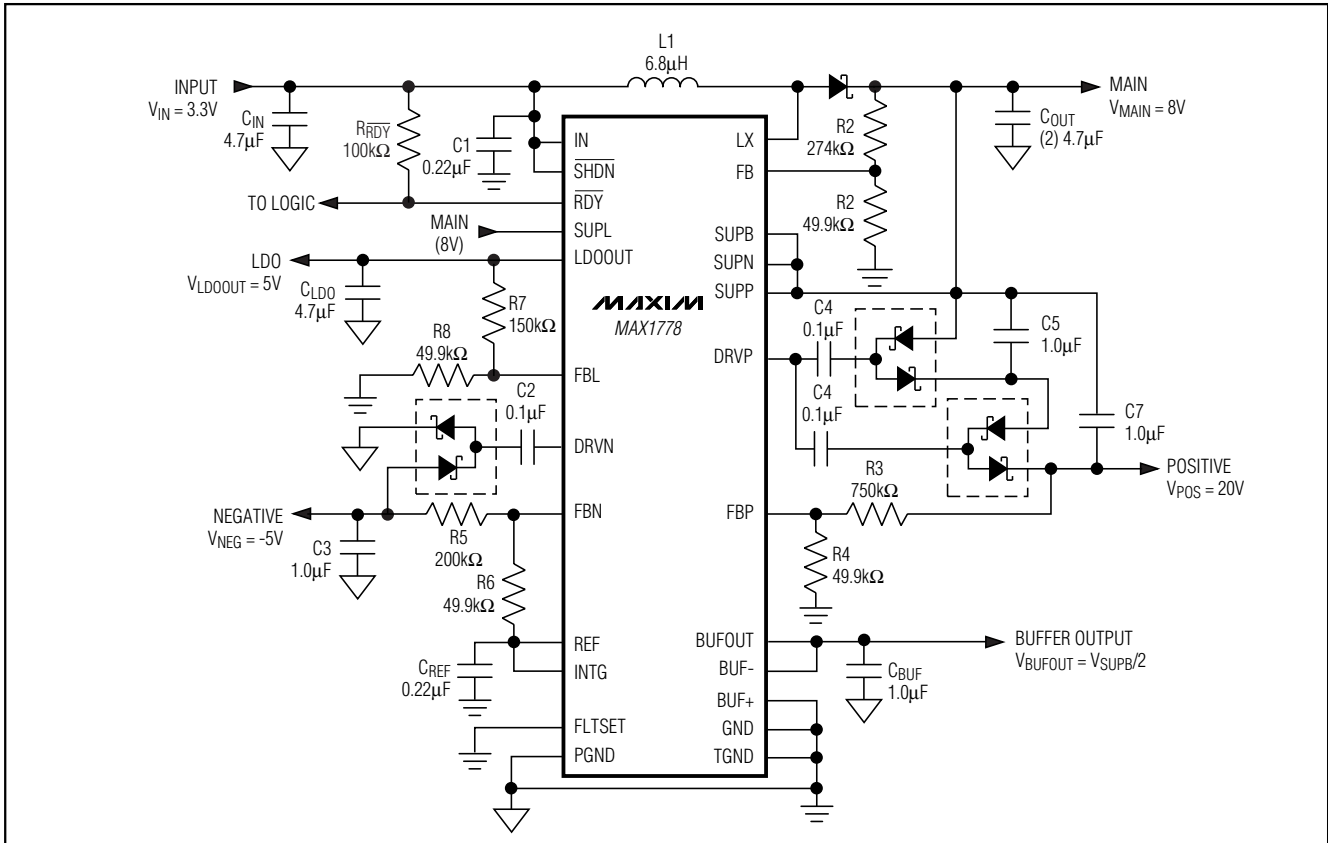 L1
6.8µH
INPUT
V_IN = 3.3V
C_IN
4.7µF
R_R̅D̅Y̅
100kΩ
C1
0.22µF
MAIN
V_MAIN = 8V
C_OUT
(2) 4.7µF
R2
274kΩ
R2
49.9kΩ
IN
S̅H̅D̅N̅
R̅D̅Y̅
SUPL
LDOOUT
FBL
DRVN
FBN
REF
INTG
FLTSET
PGND
MAXIM
MAX1778
LX
FB
SUPB
SUPN
SUPP
DRVP
FBP
BUFOUT
BUF-
BUF+
GND
TGND
TO LOGIC
MAIN
(8V)
LDO
V_LDOOUT = 5V
C_LDO
4.7µF
R7
150kΩ
R8
49.9kΩ
C2
0.1µF
NEGATIVE
V_NEG = -5V
C3
1.0µF
R5
200kΩ
R6
49.9kΩ
C_REF
0.22µF
C4
0.1µF
C4
0.1µF
C5
1.0µF
C7
1.0µF
POSITIVE
V_POS = 20V
R3
750kΩ
R4
49.9kΩ
BUFFER OUTPUT
V_BUFOUT = V_SUPB/2
C_BUF
1.0µF